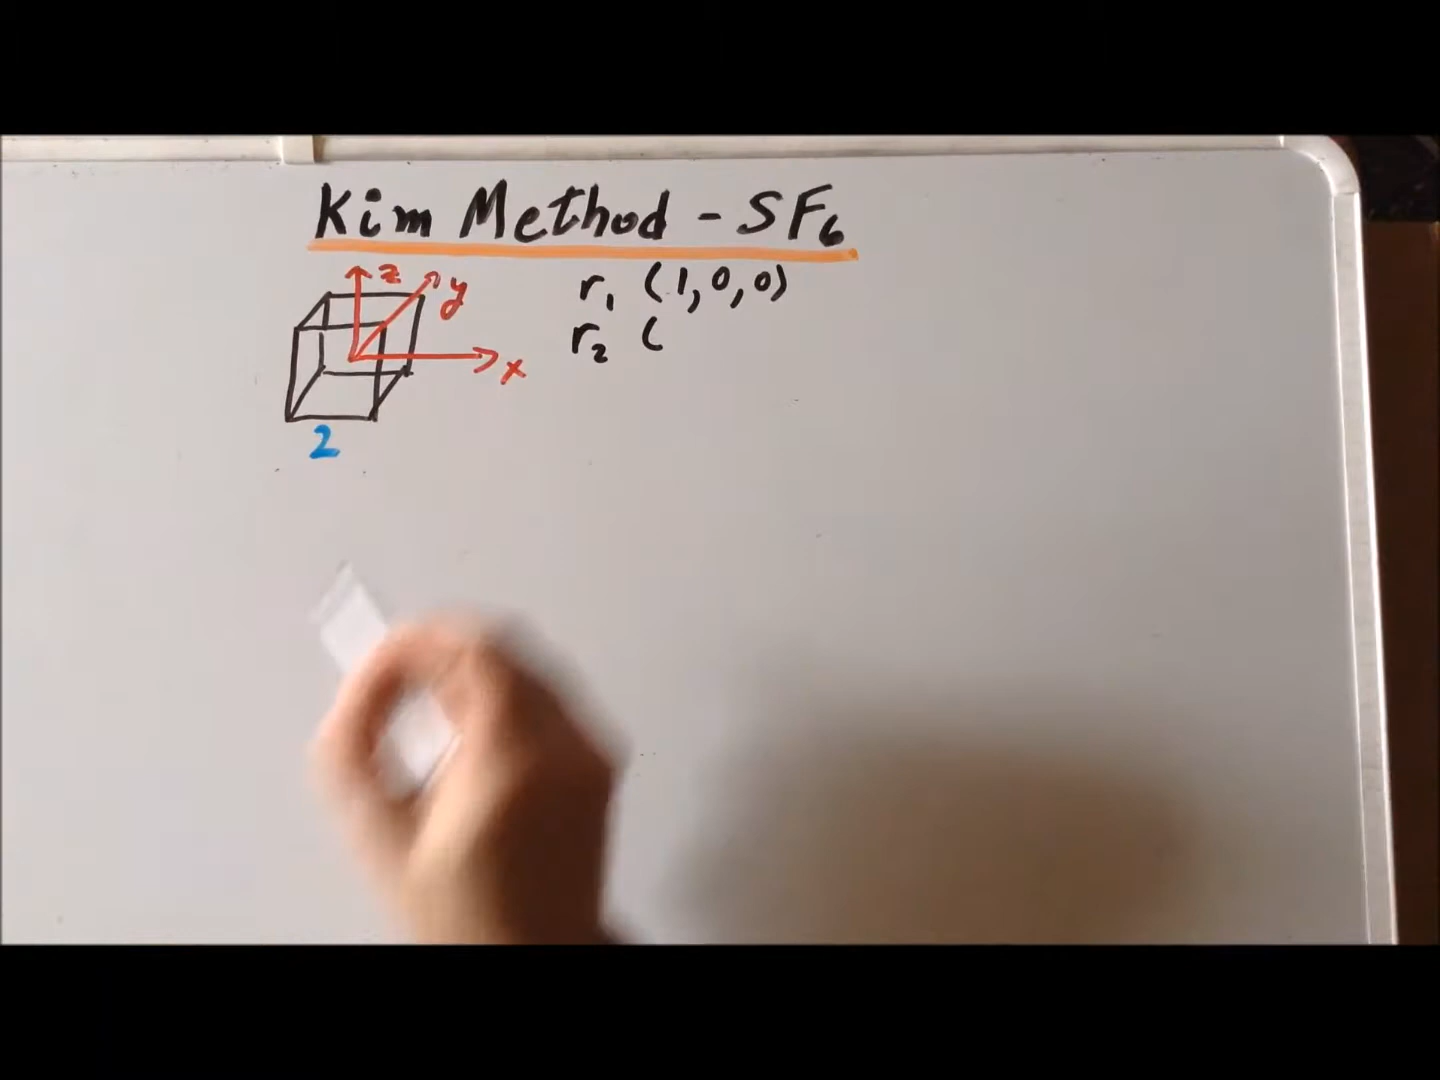 Kim Method - SF₆
z
y
x
2
r₁ (1, 0, 0)
r₂ (